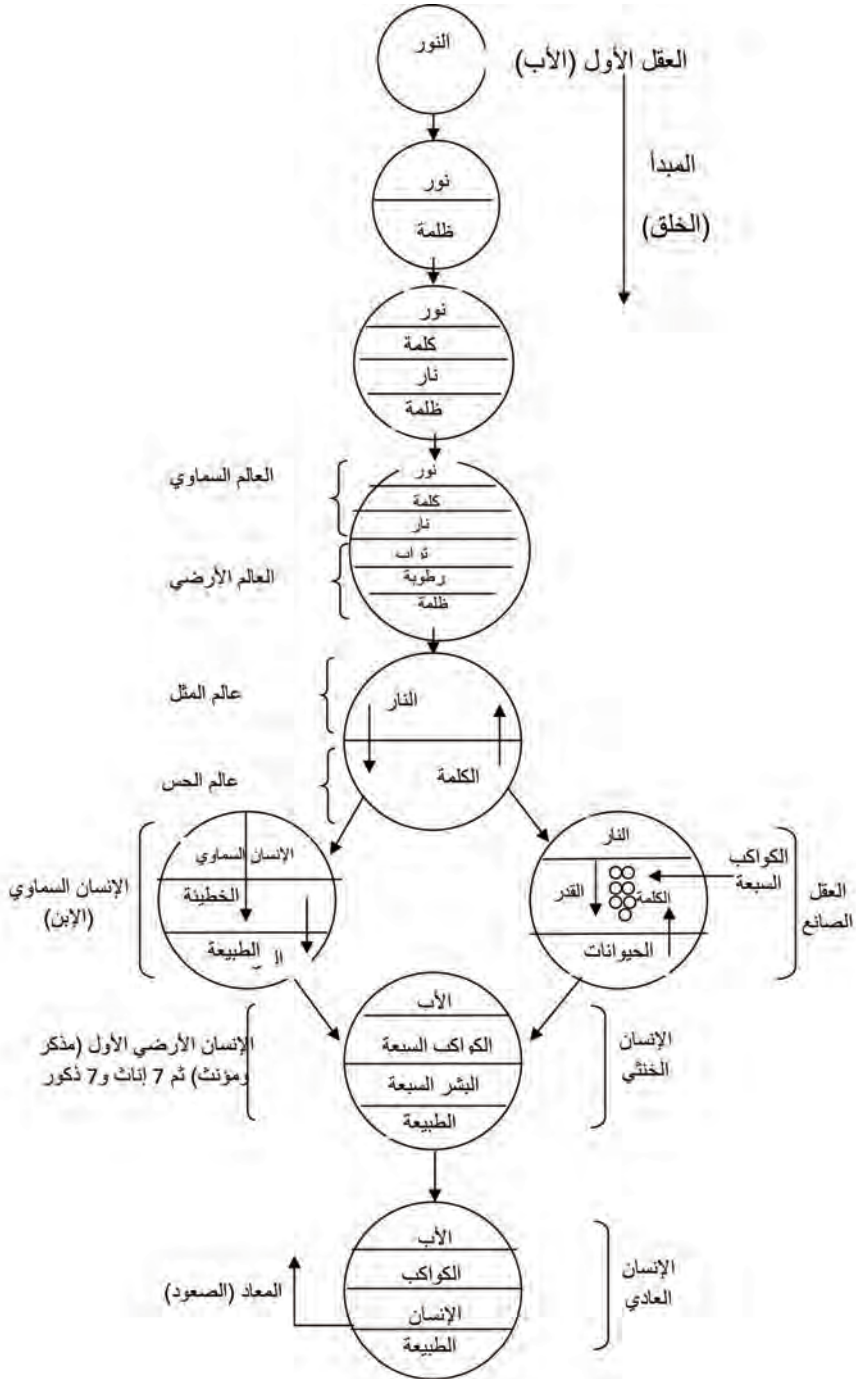 النور
العقل الأول (الأب)
المبدأ
(الخلق)
نور
ظلمة
نور
كلمة
نار
ظلمة
العالم السماوي
العالم الأرضي
نور
كلمة
نار
تراب
رطوبة
ظلمة
عالم المثل
عالم الحس
النار
الكلمة
العقل
الصانع
الكواكب
السبعة
النار
القدر
الكلمة
الحيوانات
الإنسان السماوي
الخطيئة
الطبيعة
الإنسان السماوي
(الإبن)
الإنسان
الخنثي
الأب
الكواكب السبعة
البشر السبعة
الطبيعة
الإنسان الأرضي الأول (مذكر
ومؤنث) ثم 7 إناث و7 ذكور
الإنسان
العادي
الأب
الكواكب
الإنسان
الطبيعة
المعاد (الصعود)